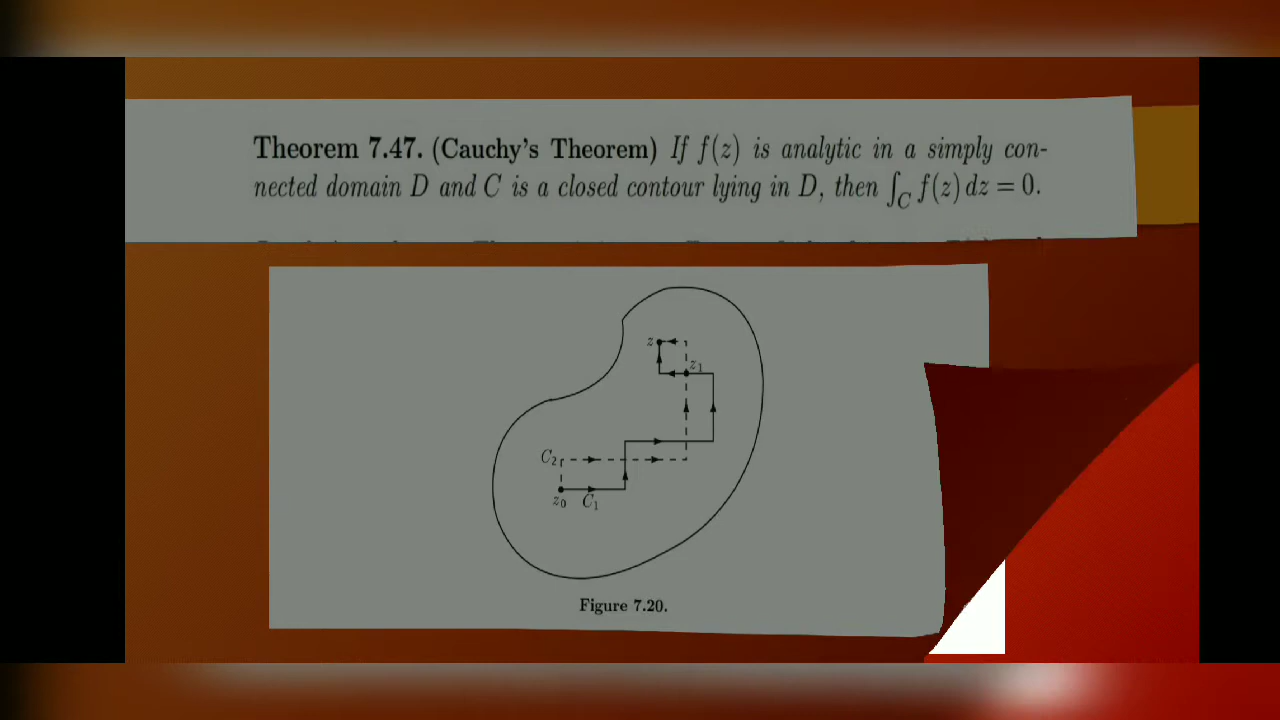 Theorem 7.47. (Cauchy's Theorem) If f(z) is analytic in a simply con-
nected domain D and C is a closed contour lying in D, then ∫_C f(z) dz = 0.
z
z₁
C₂
z₀
C₁
Figure 7.20.